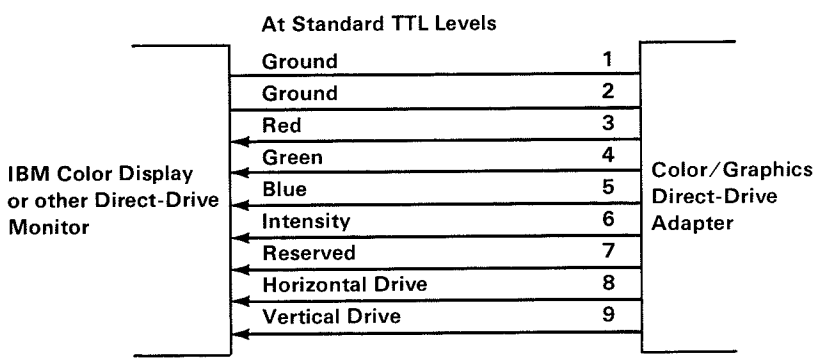 At Standard TTL Levels
Ground 1
Ground 2
Red 3
Green 4
Blue 5
Intensity 6
Reserved 7
Horizontal Drive 8
Vertical Drive 9
IBM Color Display
or other Direct-Drive
Monitor
Color/Graphics
Direct-Drive
Adapter